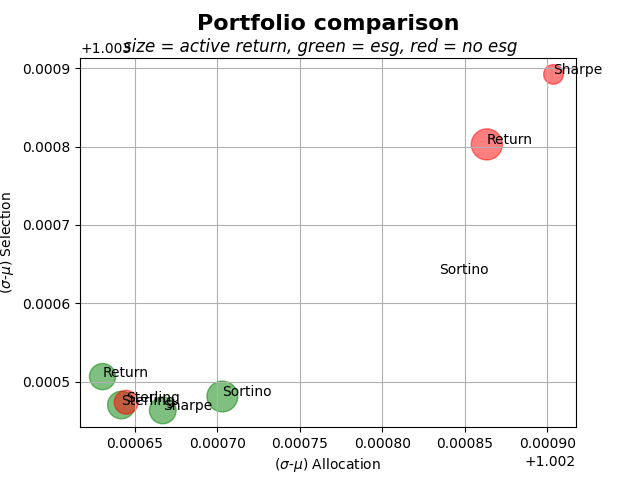 Portfolio comparison
size = active return, green = esg, red = no esg
0.0009
0.0008
0.0007
0.0006
0.0005
(σ-μ) Selection
Sharpe
Return
Sortino
Return
Sterling
Sterling
Sharpe
Sortino
0.00065
0.00070
0.00075
0.00080
0.00085
0.00090
(σ-μ) Allocation
+1.002